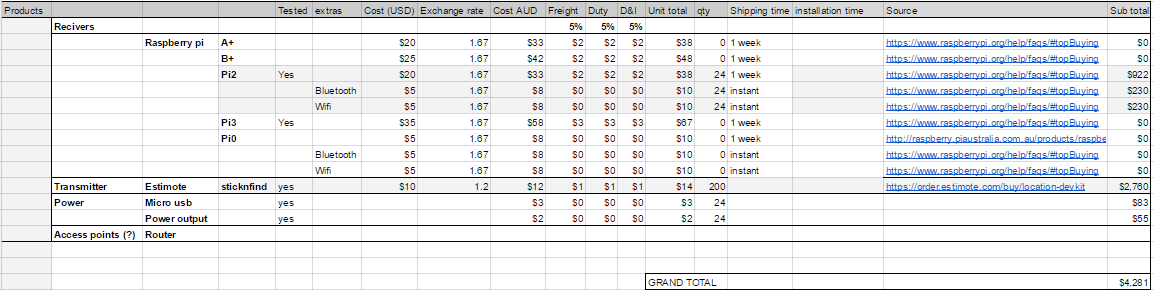 Products Tested extras Cost (USD) Exchange rate Cost AUD Freight Duty D&I Unit total qty Shipping time installation time Source Sub total
Recivers 5% 5% 5%
Raspberry pi A+ $20 1.67 $33 $2 $2 $2 $38 0 1 week https://www.raspberrypi.org/help/faqs/#topBuying $0
B+ $25 1.67 $42 $2 $2 $2 $48 0 1 week https://www.raspberrypi.org/help/faqs/#topBuying $0
Pi2 Yes $20 1.67 $33 $2 $2 $2 $38 24 1 week https://www.raspberrypi.org/help/faqs/#topBuying $922
Bluetooth $5 1.67 $8 $0 $0 $0 $10 24 instant https://www.raspberrypi.org/help/faqs/#topBuying $230
Wifi $5 1.67 $8 $0 $0 $0 $10 24 instant https://www.raspberrypi.org/help/faqs/#topBuying $230
Pi3 Yes $35 1.67 $58 $3 $3 $3 $67 0 1 week https://www.raspberrypi.org/help/faqs/#topBuying $0
Pi0 $5 1.67 $8 $0 $0 $0 $10 0 1 week http://raspberry.piaustralia.com.au/products/raspbe $0
Bluetooth $5 1.67 $8 $0 $0 $0 $10 0 instant https://www.raspberrypi.org/help/faqs/#topBuying $0
Wifi $5 1.67 $8 $0 $0 $0 $10 0 instant https://www.raspberrypi.org/help/faqs/#topBuying $0
Transmitter Estimote sticknfind yes $10 1.2 $12 $1 $1 $1 $14 200 https://order.estimote.com/buy/location-devkit $2,760
Power Micro usb yes $3 $0 $0 $0 $3 24 $83
Power output yes $2 $0 $0 $0 $2 24 $55
Access points (?) Router
GRAND TOTAL $4,281